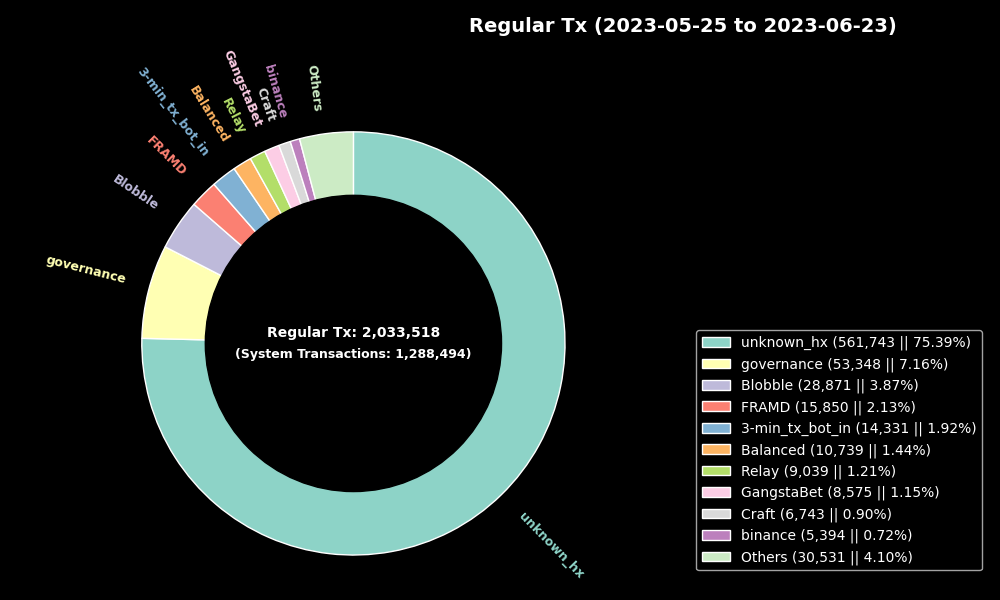 Regular Tx (2023-05-25 to 2023-06-23)
Others
binance
Craft
GangstaBet
Relay
Balanced
3-min_tx_bot_in
FRAMD
Blobble
governance
unknown_hx
Regular Tx: 2,033,518
(System Transactions: 1,288,494)
unknown_hx (561,743 || 75.39%)
governance (53,348 || 7.16%)
Blobble (28,871 || 3.87%)
FRAMD (15,850 || 2.13%)
3-min_tx_bot_in (14,331 || 1.92%)
Balanced (10,739 || 1.44%)
Relay (9,039 || 1.21%)
GangstaBet (8,575 || 1.15%)
Craft (6,743 || 0.90%)
binance (5,394 || 0.72%)
Others (30,531 || 4.10%)